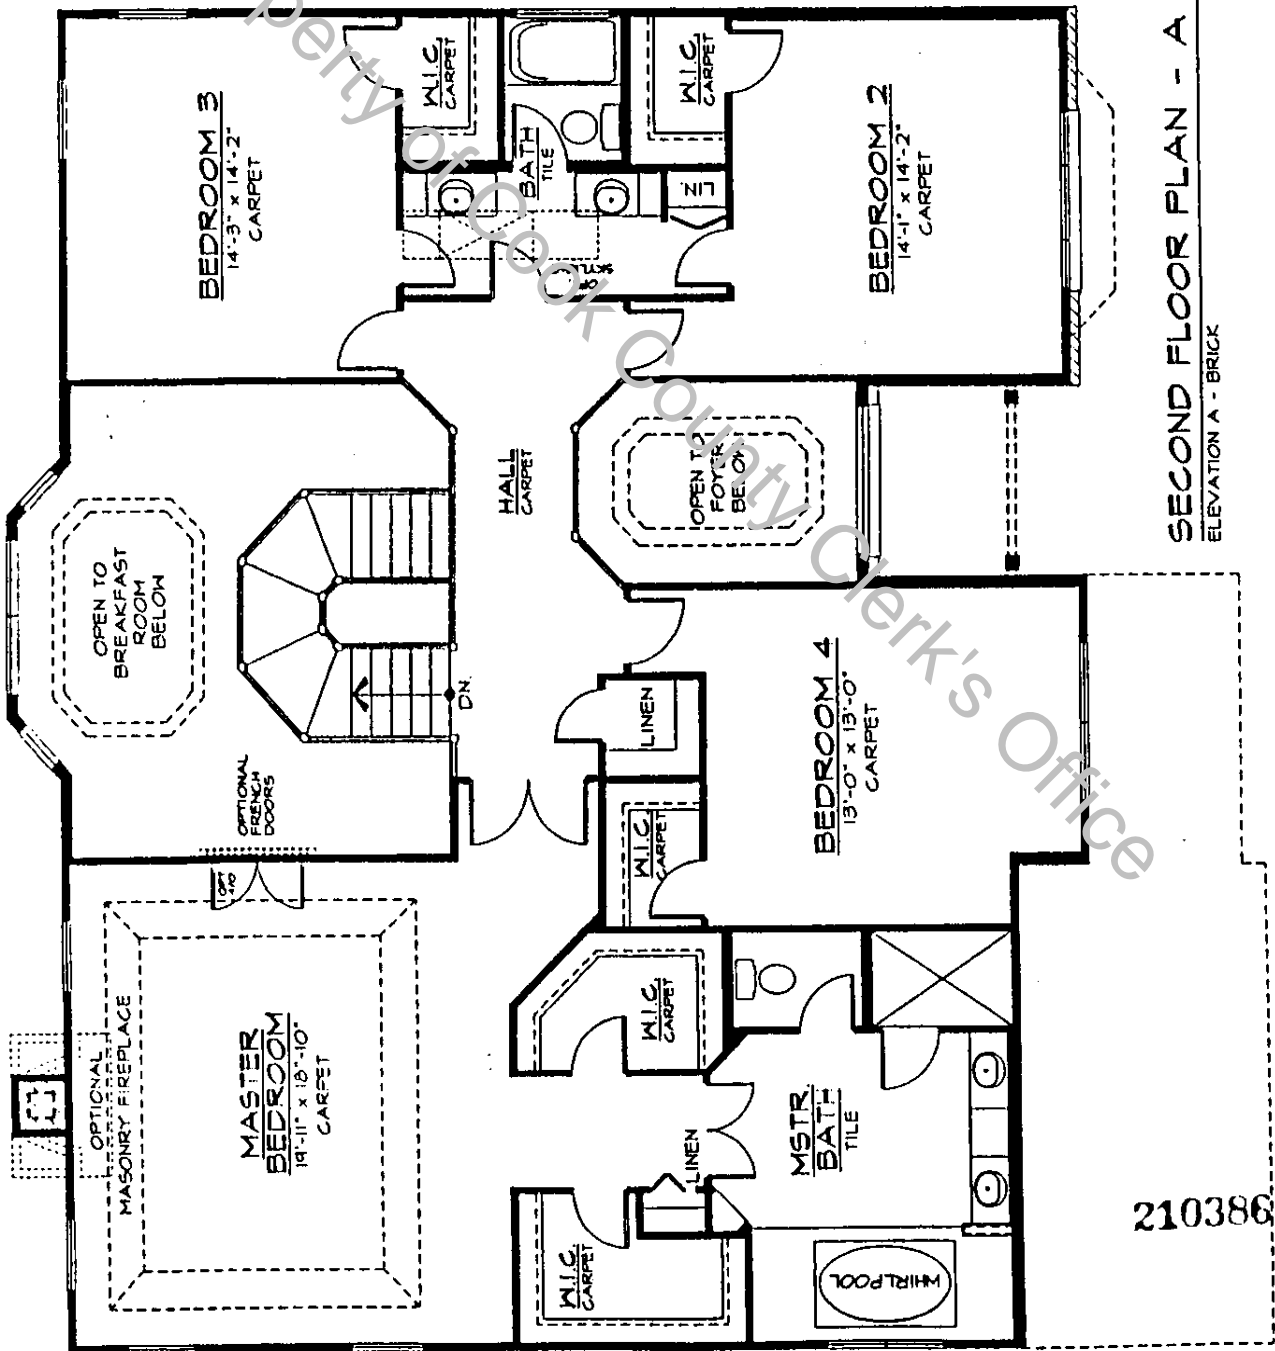 SECOND FLOOR PLAN - A
ELEVATION A - BRICK
BEDROOM 3
14'-3" x 14'-2"
CARPET
W.I.C.
CARPET
BATH
TILE
W.I.C.
CARPET
LIN.
BEDROOM 2
14'-1" x 14'-2"
CARPET
OPEN TO
BREAKFAST
ROOM
BELOW
HALL
CARPET
OPEN TO
FOYER
BELOW
DN.
OPTIONAL
FRENCH
DOORS
OPT
LINEN
W.I.C.
CARPET
BEDROOM 4
13'-0" x 13'-0"
CARPET
OPTIONAL
MASONRY FIREPLACE
MASTER
BEDROOM
19'-11" x 18'-10"
CARPET
W.I.C.
CARPET
LINEN
MSTR.
BATH
TILE
W.I.C.
CARPET
WHIRLPOOL
210386
perty of Cook County Clerk's Office